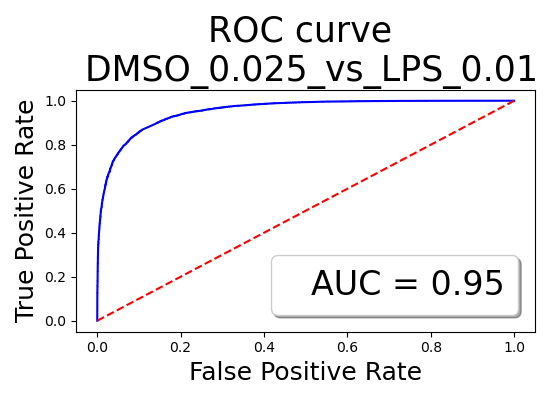 ROC curve
DMSO_0.025_vs_LPS_0.01
True Positive Rate
1.0
0.8
0.6
0.4
0.2
0.0
AUC = 0.95
0.0 0.2 0.4 0.6 0.8 1.0
False Positive Rate